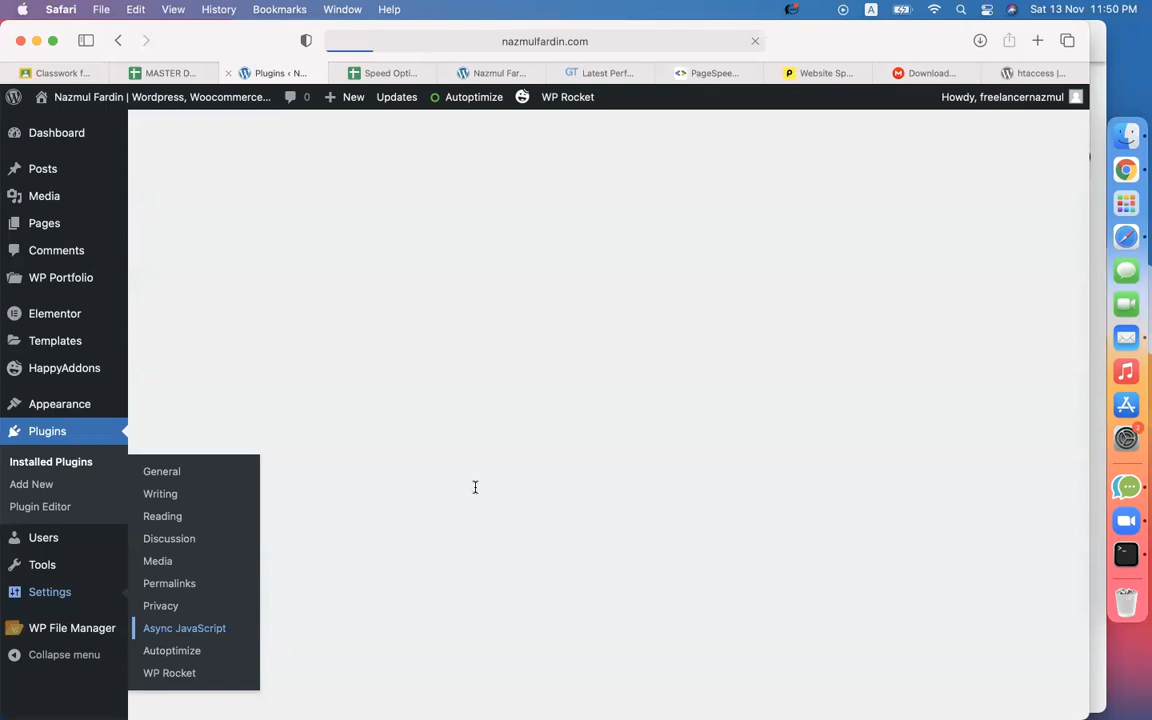 Safari File Edit View History Bookmarks Window Help A Sat 13 Nov 11:50 PM
nazmulfardin.com
Classwork f... MASTER D... Plugins ‹ N... Speed Opti... Nazmul Far... Latest Perf... PageSpee... Website Sp... Download... htaccess |...
Nazmul Fardin | Wordpress, Woocommerce... 0 New Updates Autoptimize WP Rocket Howdy, freelancernazmul
Dashboard
Posts
Media
Pages
Comments
WP Portfolio
Elementor
Templates
HappyAddons
Appearance
Plugins
Installed Plugins
Add New
Plugin Editor
Users
Tools
Settings
WP File Manager
Collapse menu
General
Writing
Reading
Discussion
Media
Permalinks
Privacy
Async JavaScript
Autoptimize
WP Rocket
2